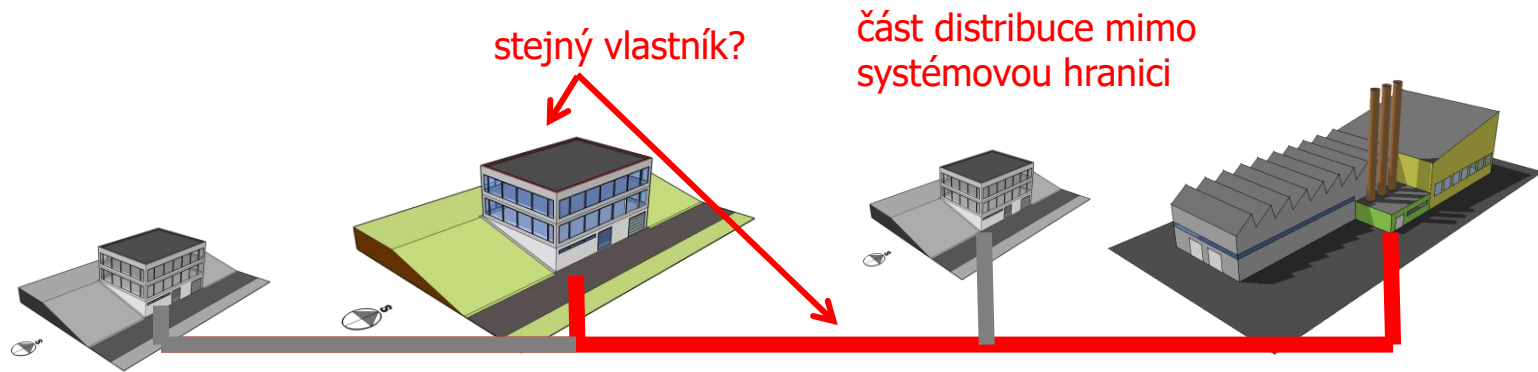 stejný vlastník?
část distribuce mimo
systémovou hranici
S
S
S